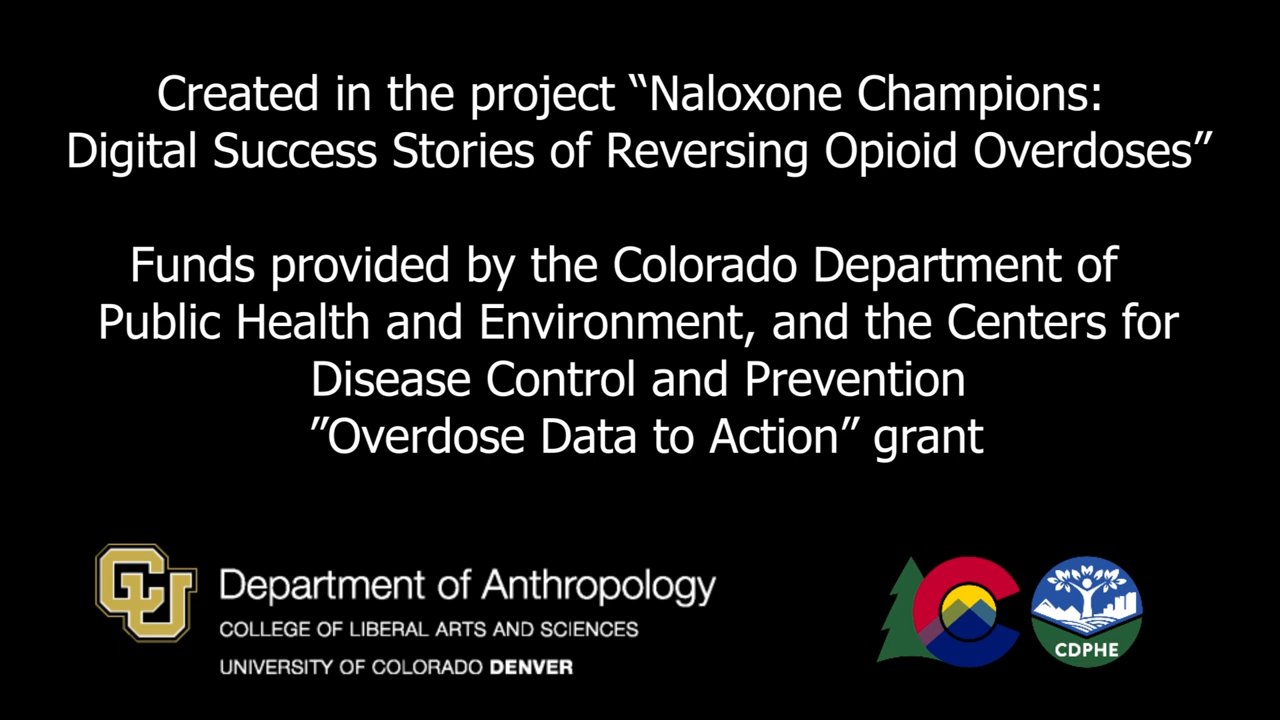 Created in the project “Naloxone Champions:
Digital Success Stories of Reversing Opioid Overdoses”
Funds provided by the Colorado Department of
Public Health and Environment, and the Centers for
Disease Control and Prevention
”Overdose Data to Action” grant
CU
Department of Anthropology
COLLEGE OF LIBERAL ARTS AND SCIENCES
UNIVERSITY OF COLORADO DENVER
CDPHE